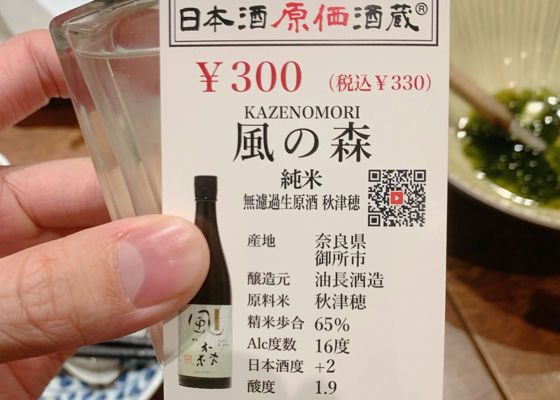 日本酒原価酒蔵®
¥300 (税込¥330)
KAZENOMORI
風の森
純米
無濾過生原酒 秋津穂
産地 奈良県
御所市
醸造元 油長酒造
原料米 秋津穂
精米歩合 65%
Alc度数 16度
日本酒度 +2
酸度 1.9
風の森